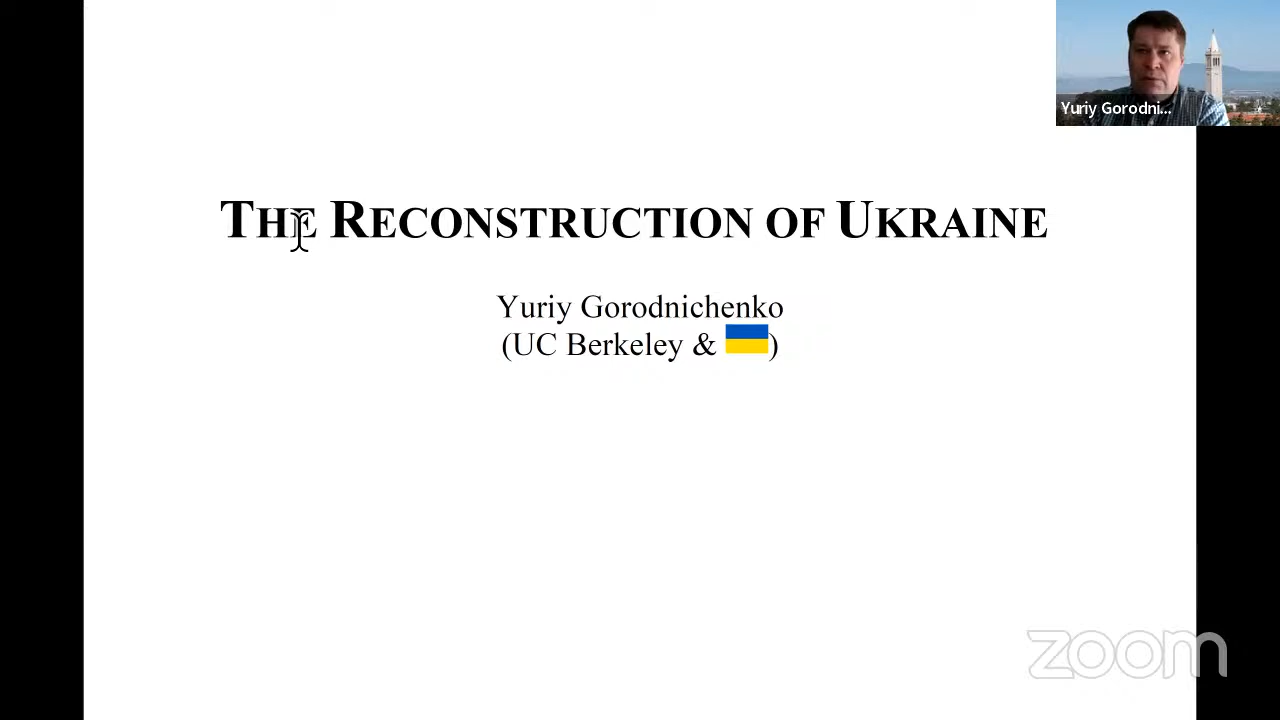 Yuriy Gorodni...
THE RECONSTRUCTION OF UKRAINE
Yuriy Gorodnichenko
(UC Berkeley & )
zoom